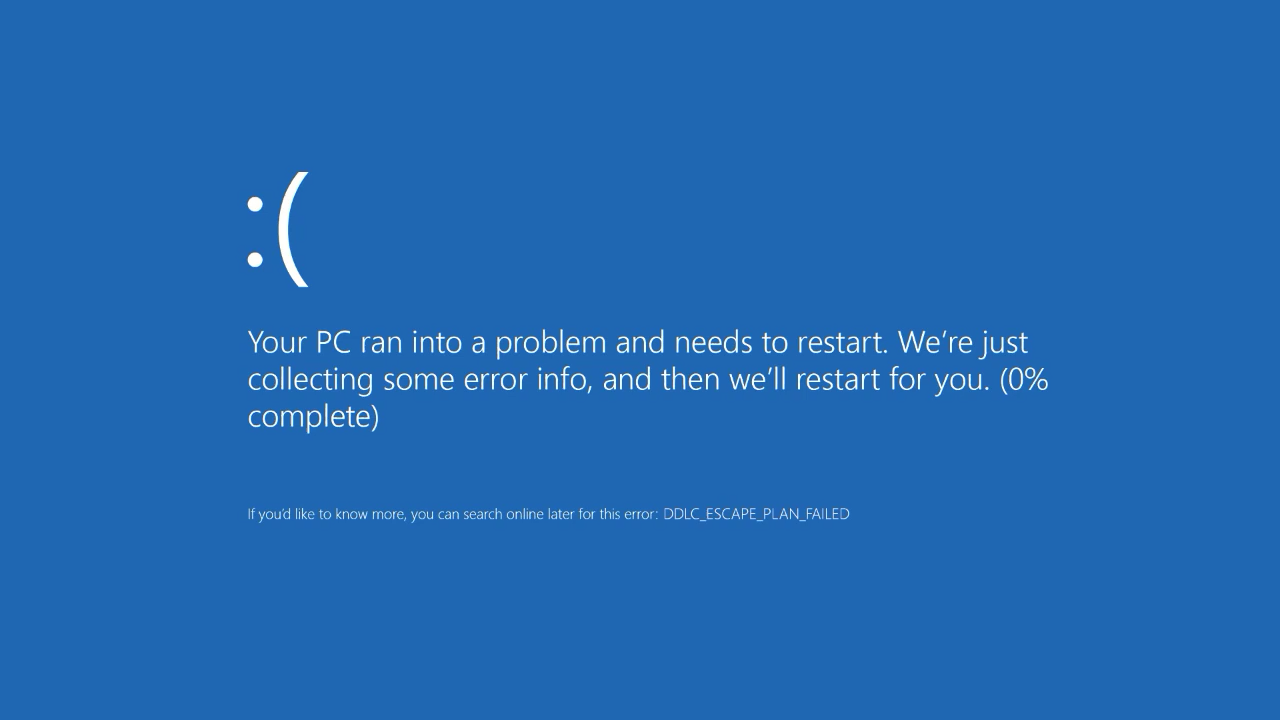 :(
Your PC ran into a problem and needs to restart. We're just
collecting some error info, and then we'll restart for you. (0%
complete)
If you'd like to know more, you can search online later for this error: DDLC_ESCAPE_PLAN_FAILED